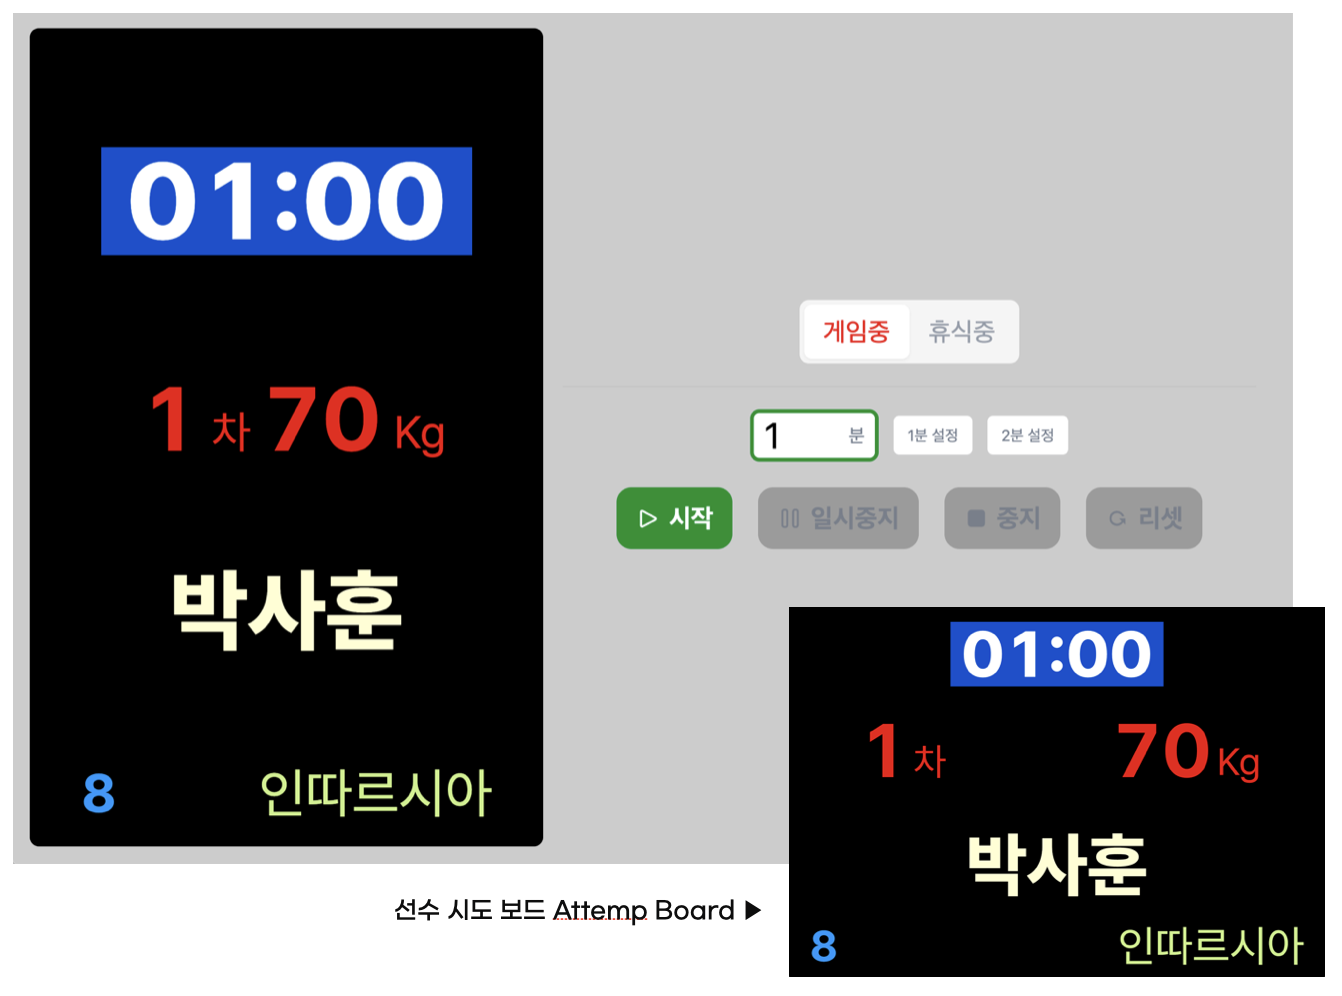 01:00
1 차 70 Kg
박사훈
8 인따르시아
게임중 휴식중
1 분 1분 설정 2분 설정
시작 일시중지 중지 리셋
선수 시도 보드 Attemp Board ▶
01:00
1 차 70 Kg
박사훈
8 인따르시아